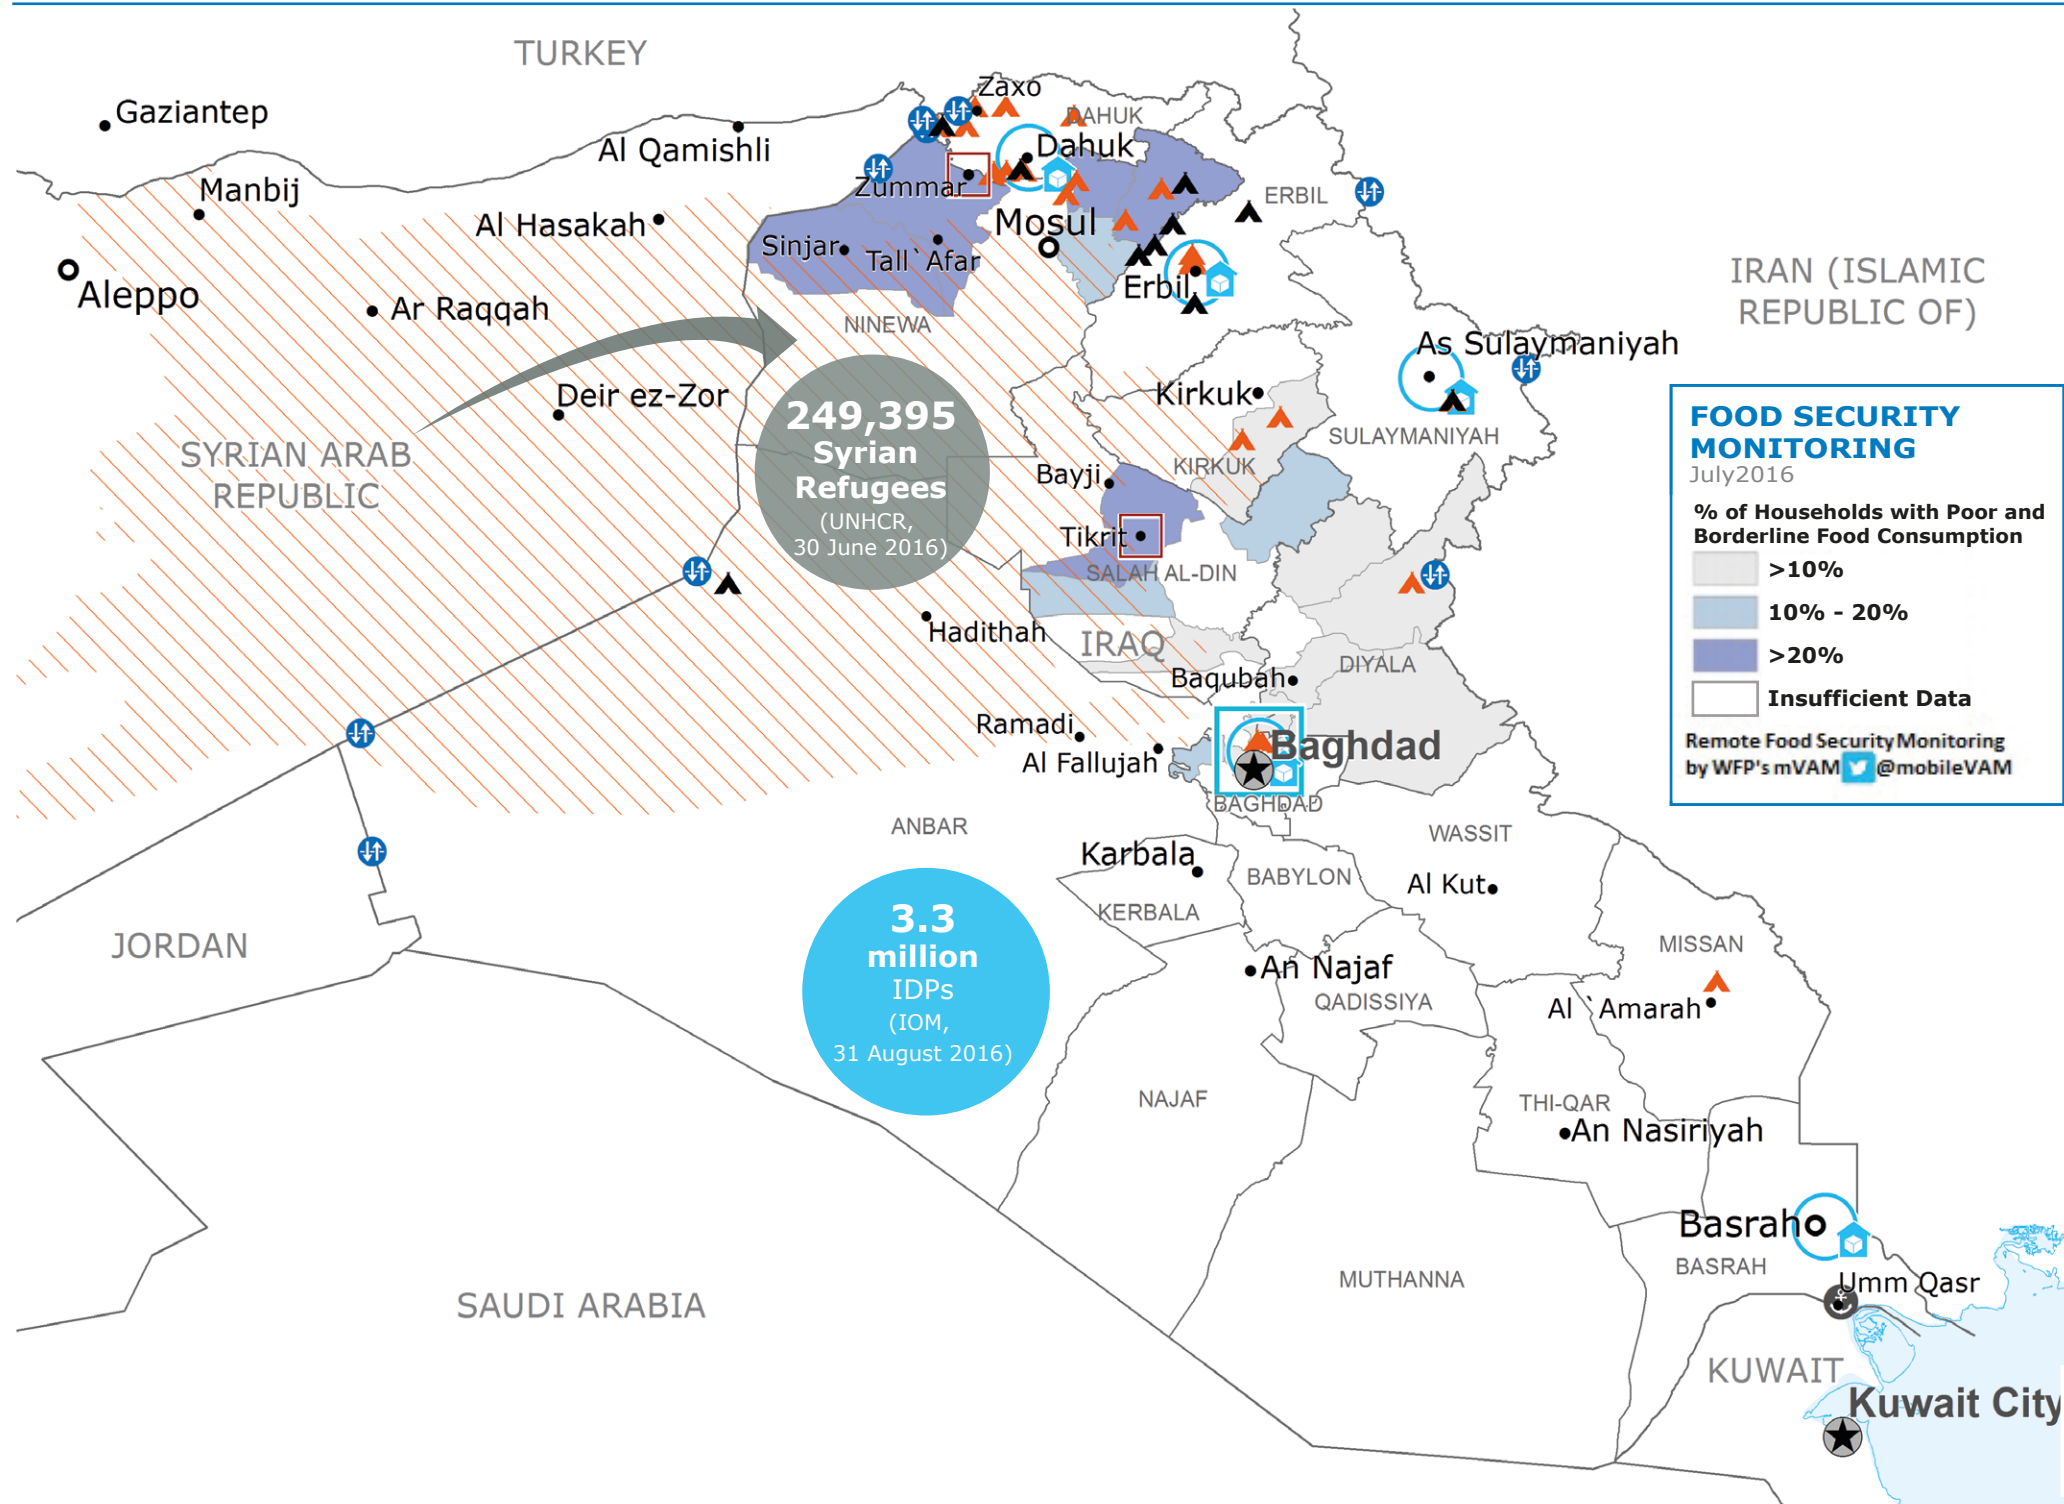 TURKEY
Gaziantep
Al Qamishli
Zaxo
DAHUK
Dahuk
Manbij
Zummar
ERBIL
Al Hasakah
Mosul
Sinjar
Tall`Afar
Aleppo
Erbil
IRAN (ISLAMIC
REPUBLIC OF)
Ar Raqqah
NINEWA
As Sulaymaniyah
Deir ez-Zor
Kirkuk
249,395
Syrian
Refugees
(UNHCR,
30 June 2016)
SULAYMANIYAH
SYRIAN ARAB
REPUBLIC
KIRKUK
Bayji
Tikrit
SALAH AL-DIN
Hadithah
IRAQ
DIYALA
Baqubah
Ramadi
Al Fallujah
Baghdad
BAGHDAD
FOOD SECURITY
MONITORING
July2016
% of Households with Poor and
Borderline Food Consumption
>10%
10% - 20%
>20%
Insufficient Data
Remote Food Security Monitoring
by WFP's mVAM @mobileVAM
ANBAR
WASSIT
Karbala
BABYLON
Al Kut
KERBALA
3.3
million
IDPs
(IOM,
31 August 2016)
JORDAN
MISSAN
An Najaf
QADISSIYA
Al `Amarah
NAJAF
THI-QAR
An Nasiriyah
Basrah
BASRAH
MUTHANNA
Umm Qasr
SAUDI ARABIA
KUWAIT
Kuwait City